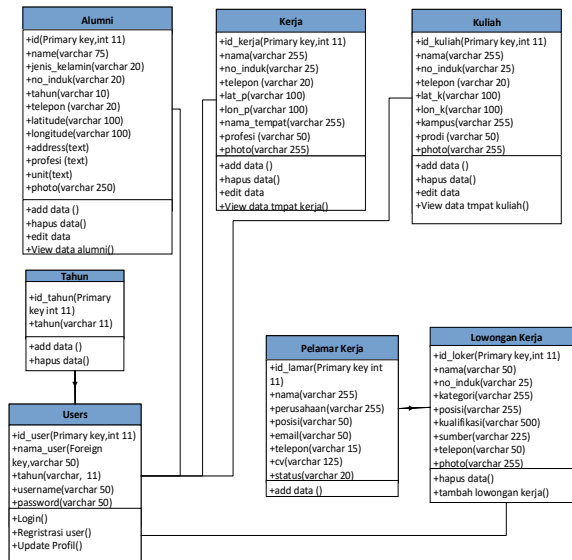 Alumni
+id(Primary key,int 11)
+name(varchar 75)
+jenis_kelamin(varchar 20)
+no_induk(varchar 20)
+tahun(varchar 10)
+telepon (varchar 20)
+latitude(varchar 100)
+longitude(varchar 100)
+address(text)
+profesi (text)
+unit(text)
+photo(varchar 250)
+add data ()
+hapus data()
+edit data
+View data alumni()
Kerja
+id_kerja(Primary key,int 11)
+nama(varchar 255)
+no_induk(varchar 25)
+telepon (varchar 20)
+lat_p(varchar 100)
+lon_p(varchar 100)
+nama_tempat(varchar 255)
+profesi (varchar 50)
+photo(varchar 255)
+add data ()
+hapus data()
+edit data
+View data tmpat kerja()
Kuliah
+id_kuliah(Primary key,int 11)
+nama(varchar 255)
+no_induk(varchar 25)
+telepon (varchar 20)
+lat_k(varchar 100)
+lon_k(varchar 100)
+kampus(varchar 255)
+prodi (varchar 50)
+photo(varchar 255)
+add data ()
+hapus data()
+edit data
+View data tmpat kuliah()
Tahun
+id_tahun(Primary
key int 11)
+tahun(varchar 11)
+add data ()
+hapus data()
Users
+id_user(Primary key,int 11)
+nama_user(Foreign
key,varchar 50)
+tahun(varchar, 11)
+username(varchar 50)
+password(varchar 50)
+Login()
+Regristrasi user()
+Update Profil()
Pelamar Kerja
+id_lamar(Primary key int
11)
+nama(varchar 255)
+perusahaan(varchar 255)
+posisi(varchar 50)
+email(varchar 50)
+telepon(varchar 15)
+cv(varchar 125)
+status(varchar 20)
+add data ()
Lowongan Kerja
+id_loker(Primary key,int 11)
+nama(varchar 50)
+no_induk(varchar 25)
+kategori(varchar 255)
+posisi(varchar 255)
+kualifikasi(varchar 500)
+sumber(varchar 225)
+telepon(varchar 50)
+photo(varchar 255)
+hapus data()
+tambah lowongan kerja()